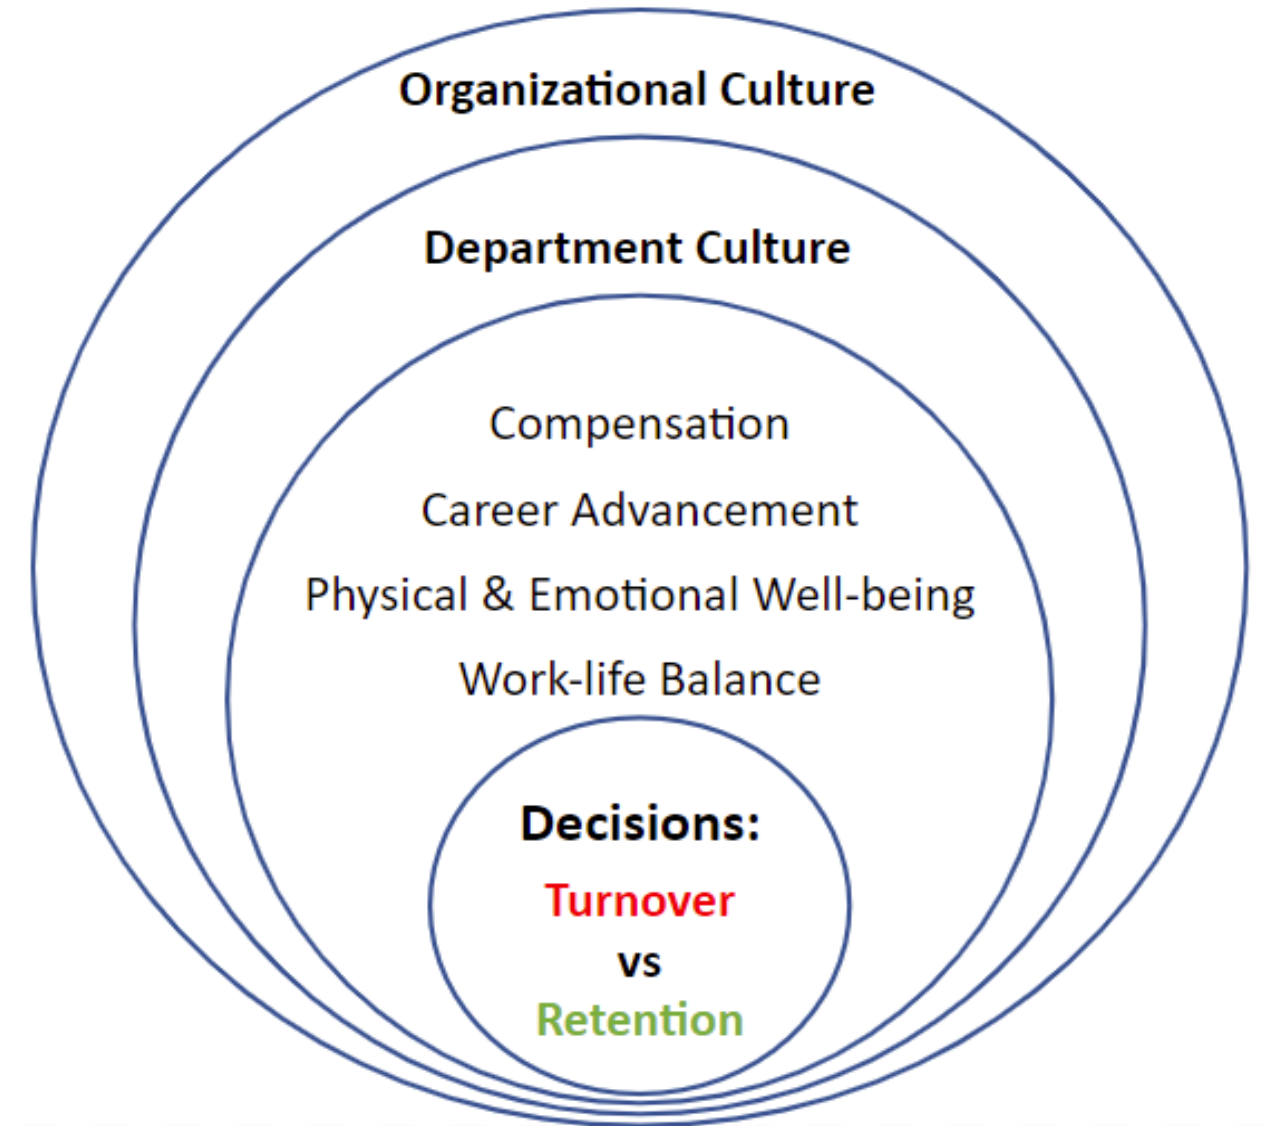 Organizational Culture
Department Culture
Compensation
Career Advancement
Physical & Emotional Well-being
Work-life Balance
Decisions:
Turnover
vs
Retention